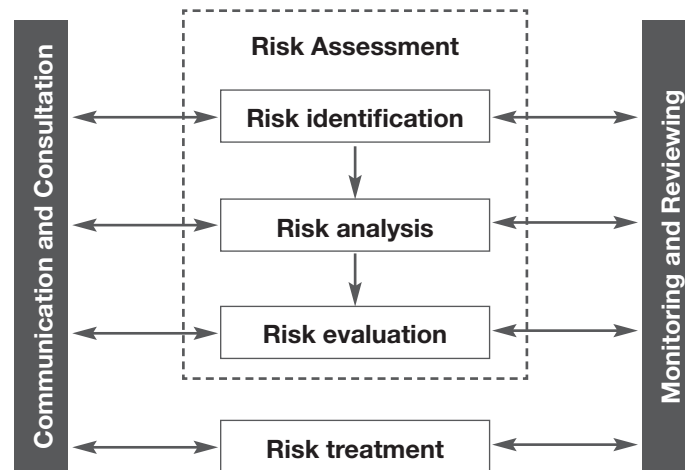 Risk Assessment
Risk identification
Risk analysis
Risk evaluation
Risk treatment
Communication and Consultation
Monitoring and Reviewing